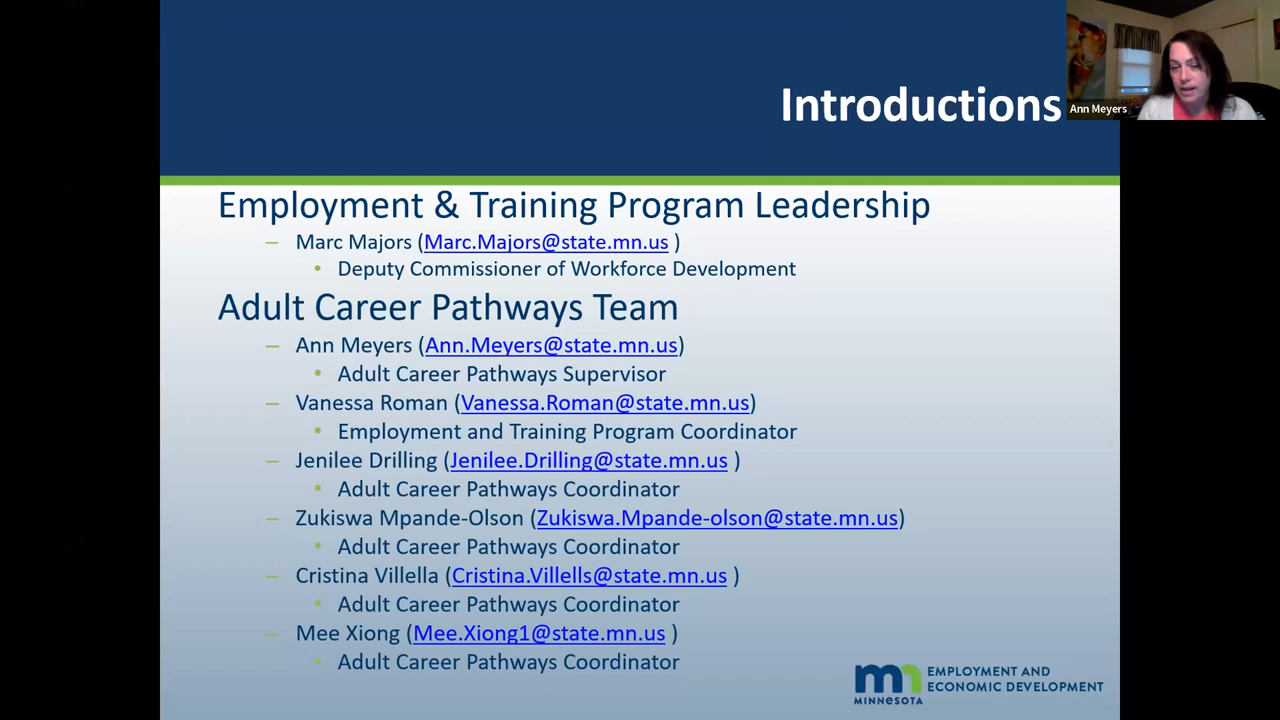 Introductions
Ann Meyers
Employment & Training Program Leadership
– Marc Majors (Marc.Majors@state.mn.us )
• Deputy Commissioner of Workforce Development
Adult Career Pathways Team
– Ann Meyers (Ann.Meyers@state.mn.us)
• Adult Career Pathways Supervisor
– Vanessa Roman (Vanessa.Roman@state.mn.us)
• Employment and Training Program Coordinator
– Jenilee Drilling (Jenilee.Drilling@state.mn.us )
• Adult Career Pathways Coordinator
– Zukiswa Mpande-Olson (Zukiswa.Mpande-olson@state.mn.us)
• Adult Career Pathways Coordinator
– Cristina Villella (Cristina.Villells@state.mn.us )
• Adult Career Pathways Coordinator
– Mee Xiong (Mee.Xiong1@state.mn.us )
• Adult Career Pathways Coordinator
mn
MINNESOTA
EMPLOYMENT AND
ECONOMIC DEVELOPMENT